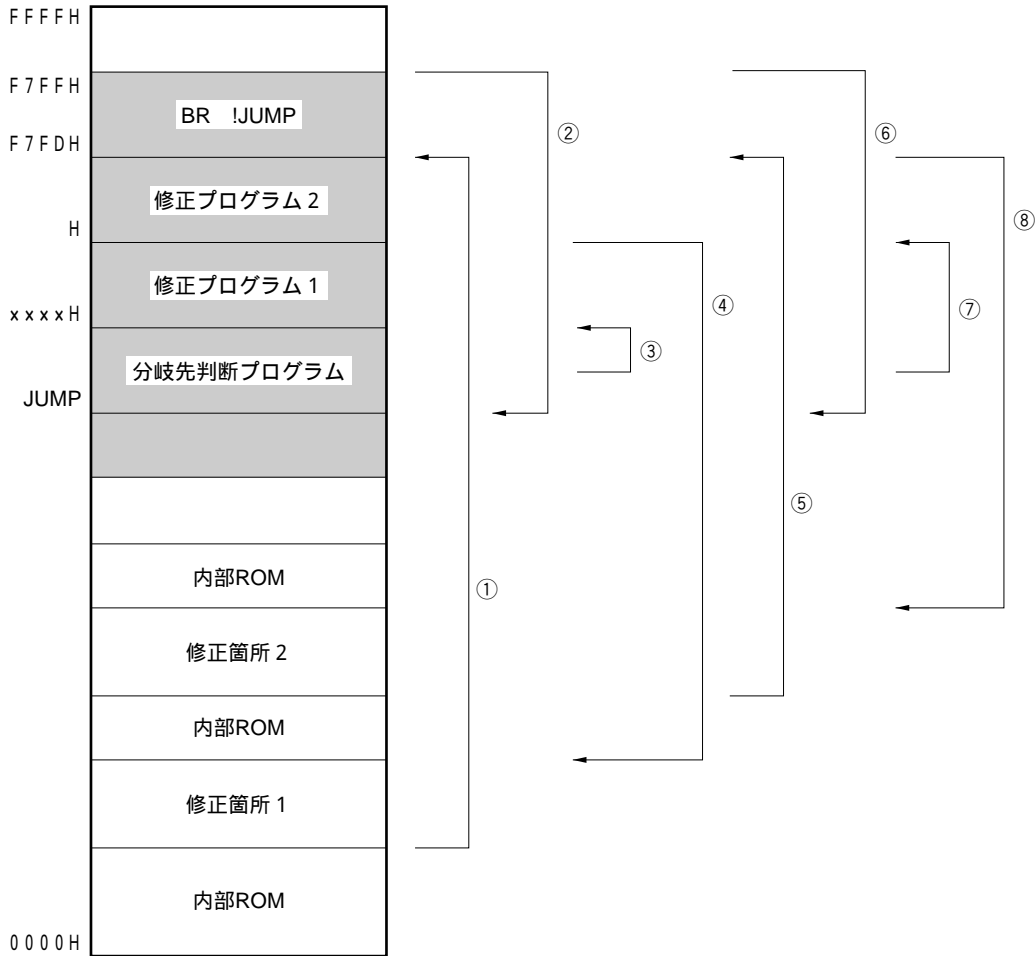 FFFFH
F7FFH
BR !JUMP
F7FDH
修正プログラム2
H
修正プログラム1
xxxxH
分岐先判断プログラム
JUMP
内部ROM
修正箇所2
内部ROM
修正箇所1
内部ROM
0000H
②
⑥
⑧
④
⑦
③
⑤
①